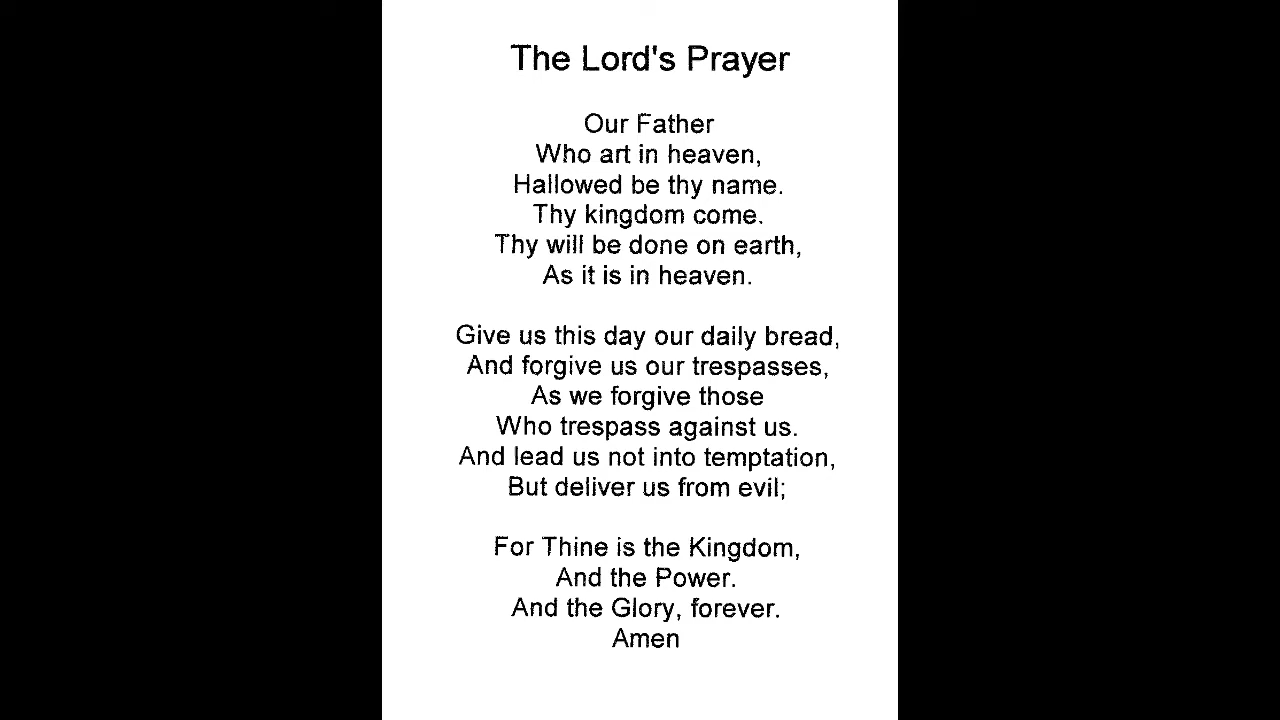 The Lord's Prayer
Our Father
Who art in heaven,
Hallowed be thy name.
Thy kingdom come.
Thy will be done on earth,
As it is in heaven.
Give us this day our daily bread,
And forgive us our trespasses,
As we forgive those
Who trespass against us.
And lead us not into temptation,
But deliver us from evil;
For Thine is the Kingdom,
And the Power.
And the Glory, forever.
Amen